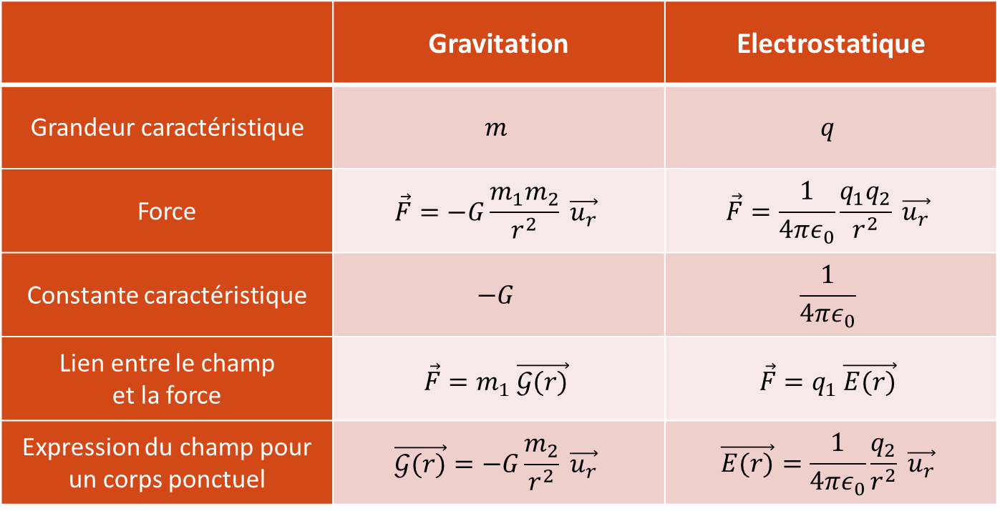 Gravitation Electrostatique
Grandeur caractéristique m q
Force $\vec{F} = -G \frac{m_1 m_2}{r^2} \overrightarrow{u_r}$ $\vec{F} = \frac{1}{4\pi\epsilon_0} \frac{q_1 q_2}{r^2} \overrightarrow{u_r}$
Constante caractéristique $-G$ $\frac{1}{4\pi\epsilon_0}$
Lien entre le champ
et la force $\vec{F} = m_1 \overrightarrow{\mathcal{G}(r)}$ $\vec{F} = q_1 \overrightarrow{E(r)}$
Expression du champ pour
un corps ponctuel $\overrightarrow{\mathcal{G}(r)} = -G \frac{m_2}{r^2} \overrightarrow{u_r}$ $\overrightarrow{E(r)} = \frac{1}{4\pi\epsilon_0} \frac{q_2}{r^2} \overrightarrow{u_r}$